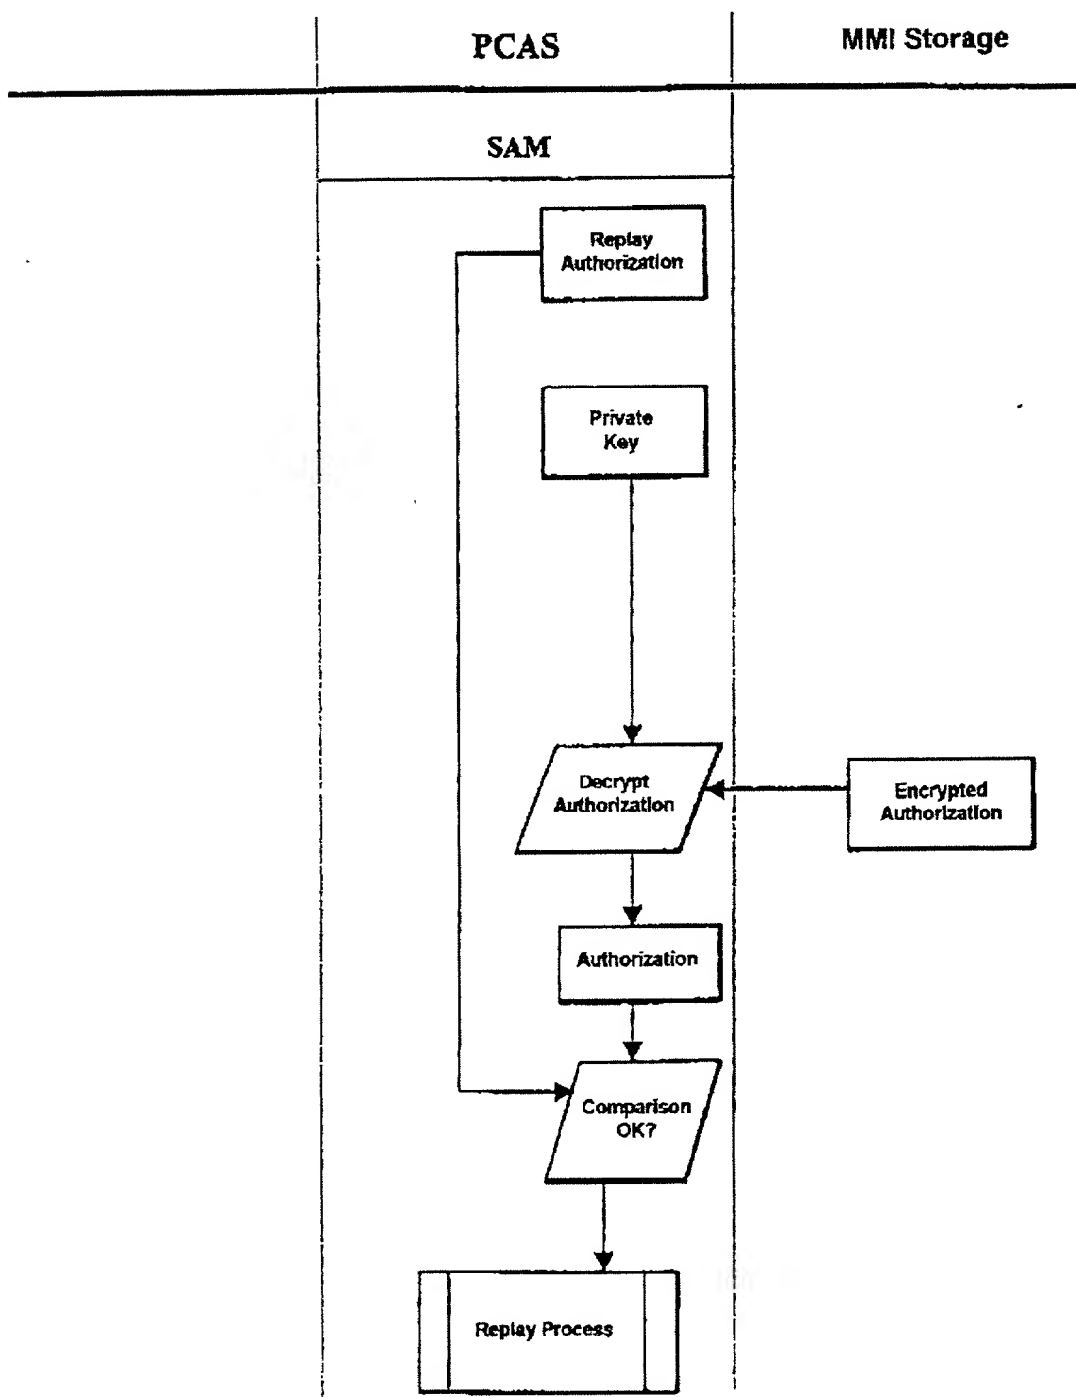 PCAS
MMI Storage
SAM
Replay
Authorization
Private
Key
Decrypt
Authorization
Encrypted
Authorization
Authorization
Comparison
OK?
Replay Process